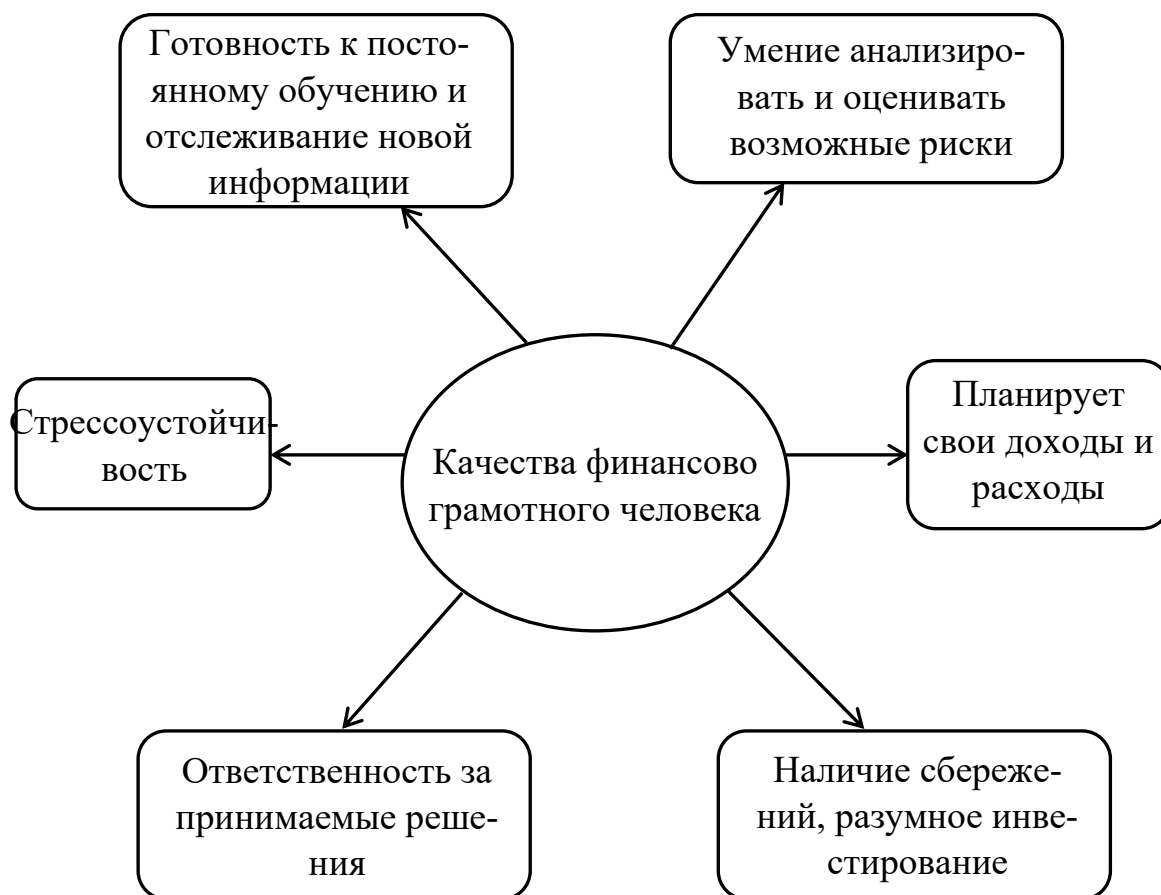 Готовность к посто-
янному обучению и
отслеживание новой
информации
Умение анализиро-
вать и оценивать
возможные риски
Стрессоустойчи-
вость
Качества финансово
грамотного человека
Планирует
свои доходы и
расходы
Ответственность за
принимаемые реше-
ния
Наличие сбереже-
ний, разумное инве-
стирование